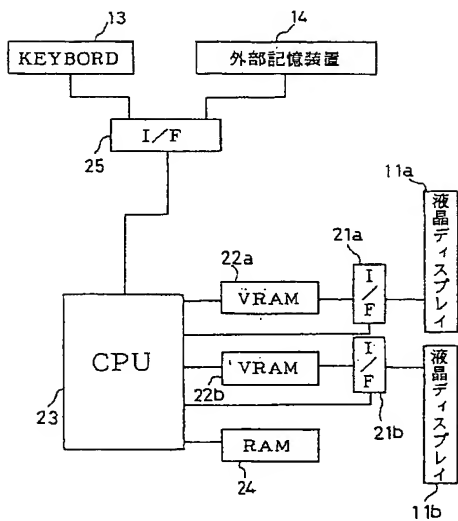 13
14
KEYBORD
外部記憶装置
I/F
25
11a
21a
液晶ディスプレイ
22a
I/F
VRAM
CPU
I/F
VRAM
液晶ディスプレイ
23
22b
21b
RAM
24
11b